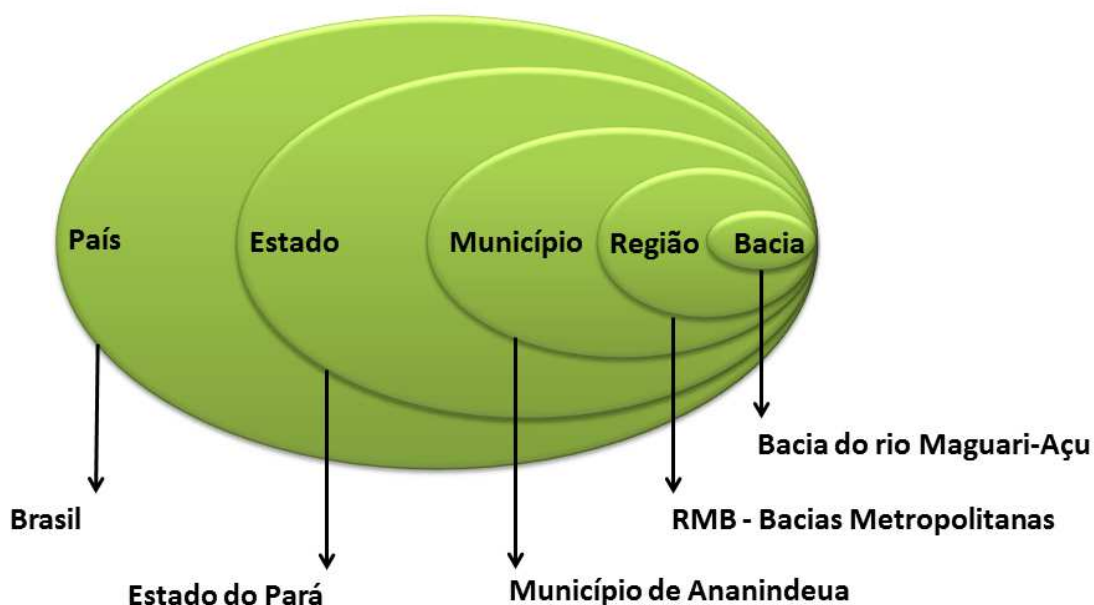 País
Estado
Município
Região
Bacia
Bacia do rio Maguari-Açu
Brasil
RMB - Bacias Metropolitanas
Estado do Pará
Município de Ananindeua